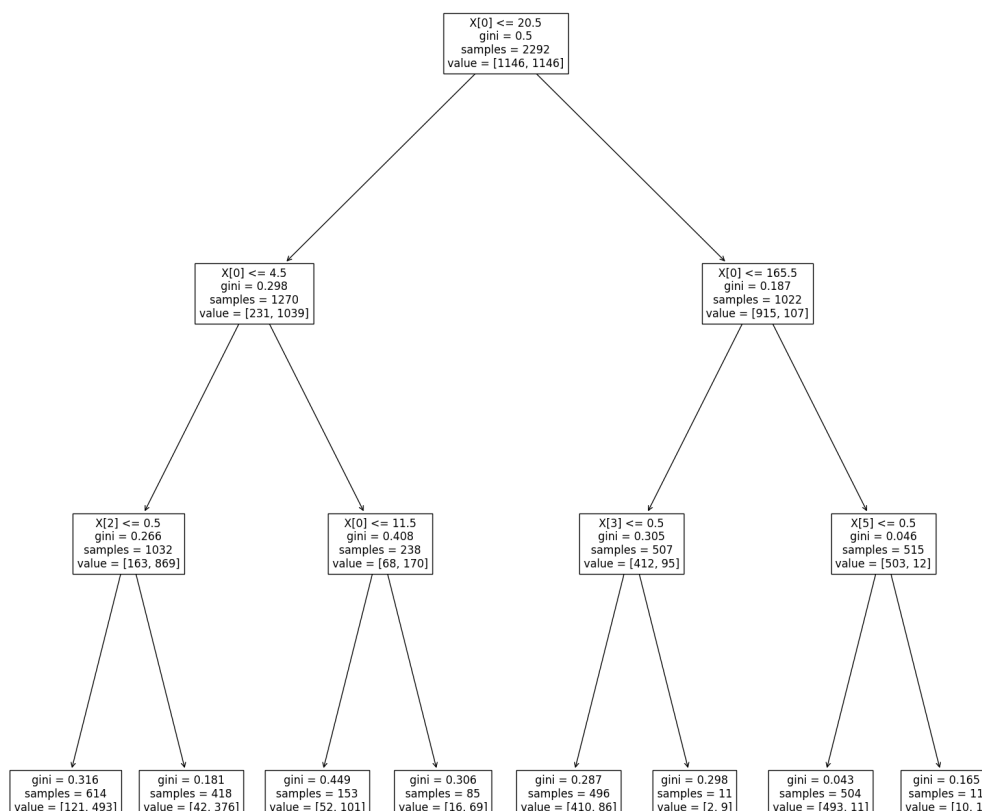 X[0] <= 20.5
gini = 0.5
samples = 2292
value = [1146, 1146]
X[0] <= 4.5
gini = 0.298
samples = 1270
value = [231, 1039]
X[0] <= 165.5
gini = 0.187
samples = 1022
value = [915, 107]
X[2] <= 0.5
gini = 0.266
samples = 1032
value = [163, 869]
X[0] <= 11.5
gini = 0.408
samples = 238
value = [68, 170]
X[3] <= 0.5
gini = 0.305
samples = 507
value = [412, 95]
X[5] <= 0.5
gini = 0.046
samples = 515
value = [503, 12]
gini = 0.316
samples = 614
value = [121, 493]
gini = 0.181
samples = 418
value = [42, 376]
gini = 0.449
samples = 153
value = [52, 101]
gini = 0.306
samples = 85
value = [16, 69]
gini = 0.287
samples = 496
value = [410, 86]
gini = 0.298
samples = 11
value = [2, 9]
gini = 0.043
samples = 504
value = [493, 11]
gini = 0.165
samples = 11
value = [10, 1